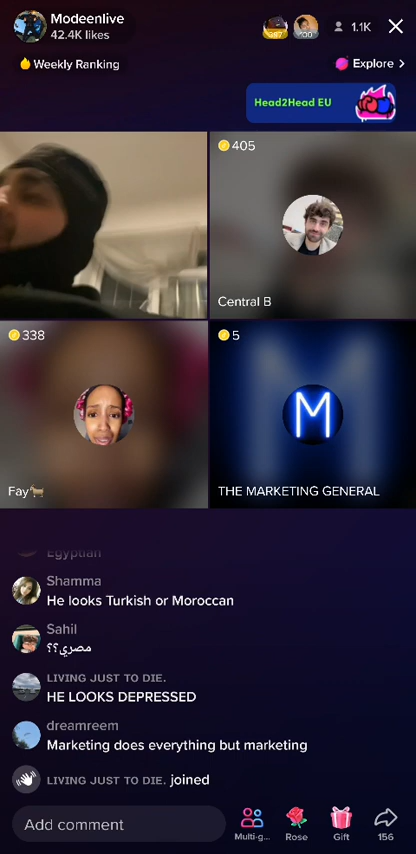 Modeenlive
42.4K likes
1.1K
Weekly Ranking
Explore
Head2Head EU
405
Central B
338
Fay
5
M
THE MARKETING GENERAL
Egyptian
Shamma
He looks Turkish or Moroccan
Sahil
مصري؟؟
LIVING JUST TO DIE.
HE LOOKS DEPRESSED
dreamreem
Marketing does everything but marketing
LIVING JUST TO DIE. joined
Add comment
Multi-g...
Rose
Gift
156